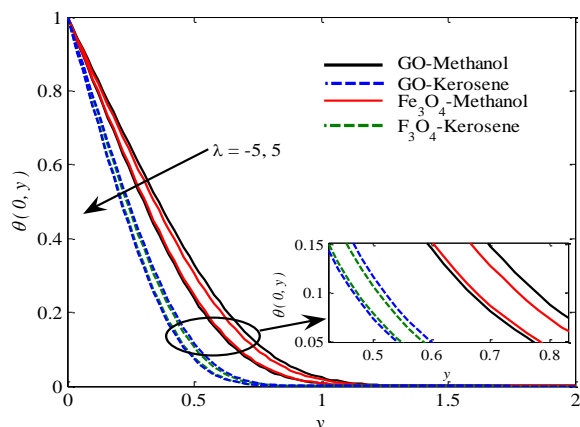 1
0.8
0.6
0.4
0.2
0
0
0.5
1
1.5
2
θ(0, y)
y
GO-Methanol
GO-Kerosene
Fe₃O₄-Methanol
F₃O₄-Kerosene
λ = -5, 5
0.15
0.1
0.05
0.5
0.6
0.7
0.8
θ(0, y)
y